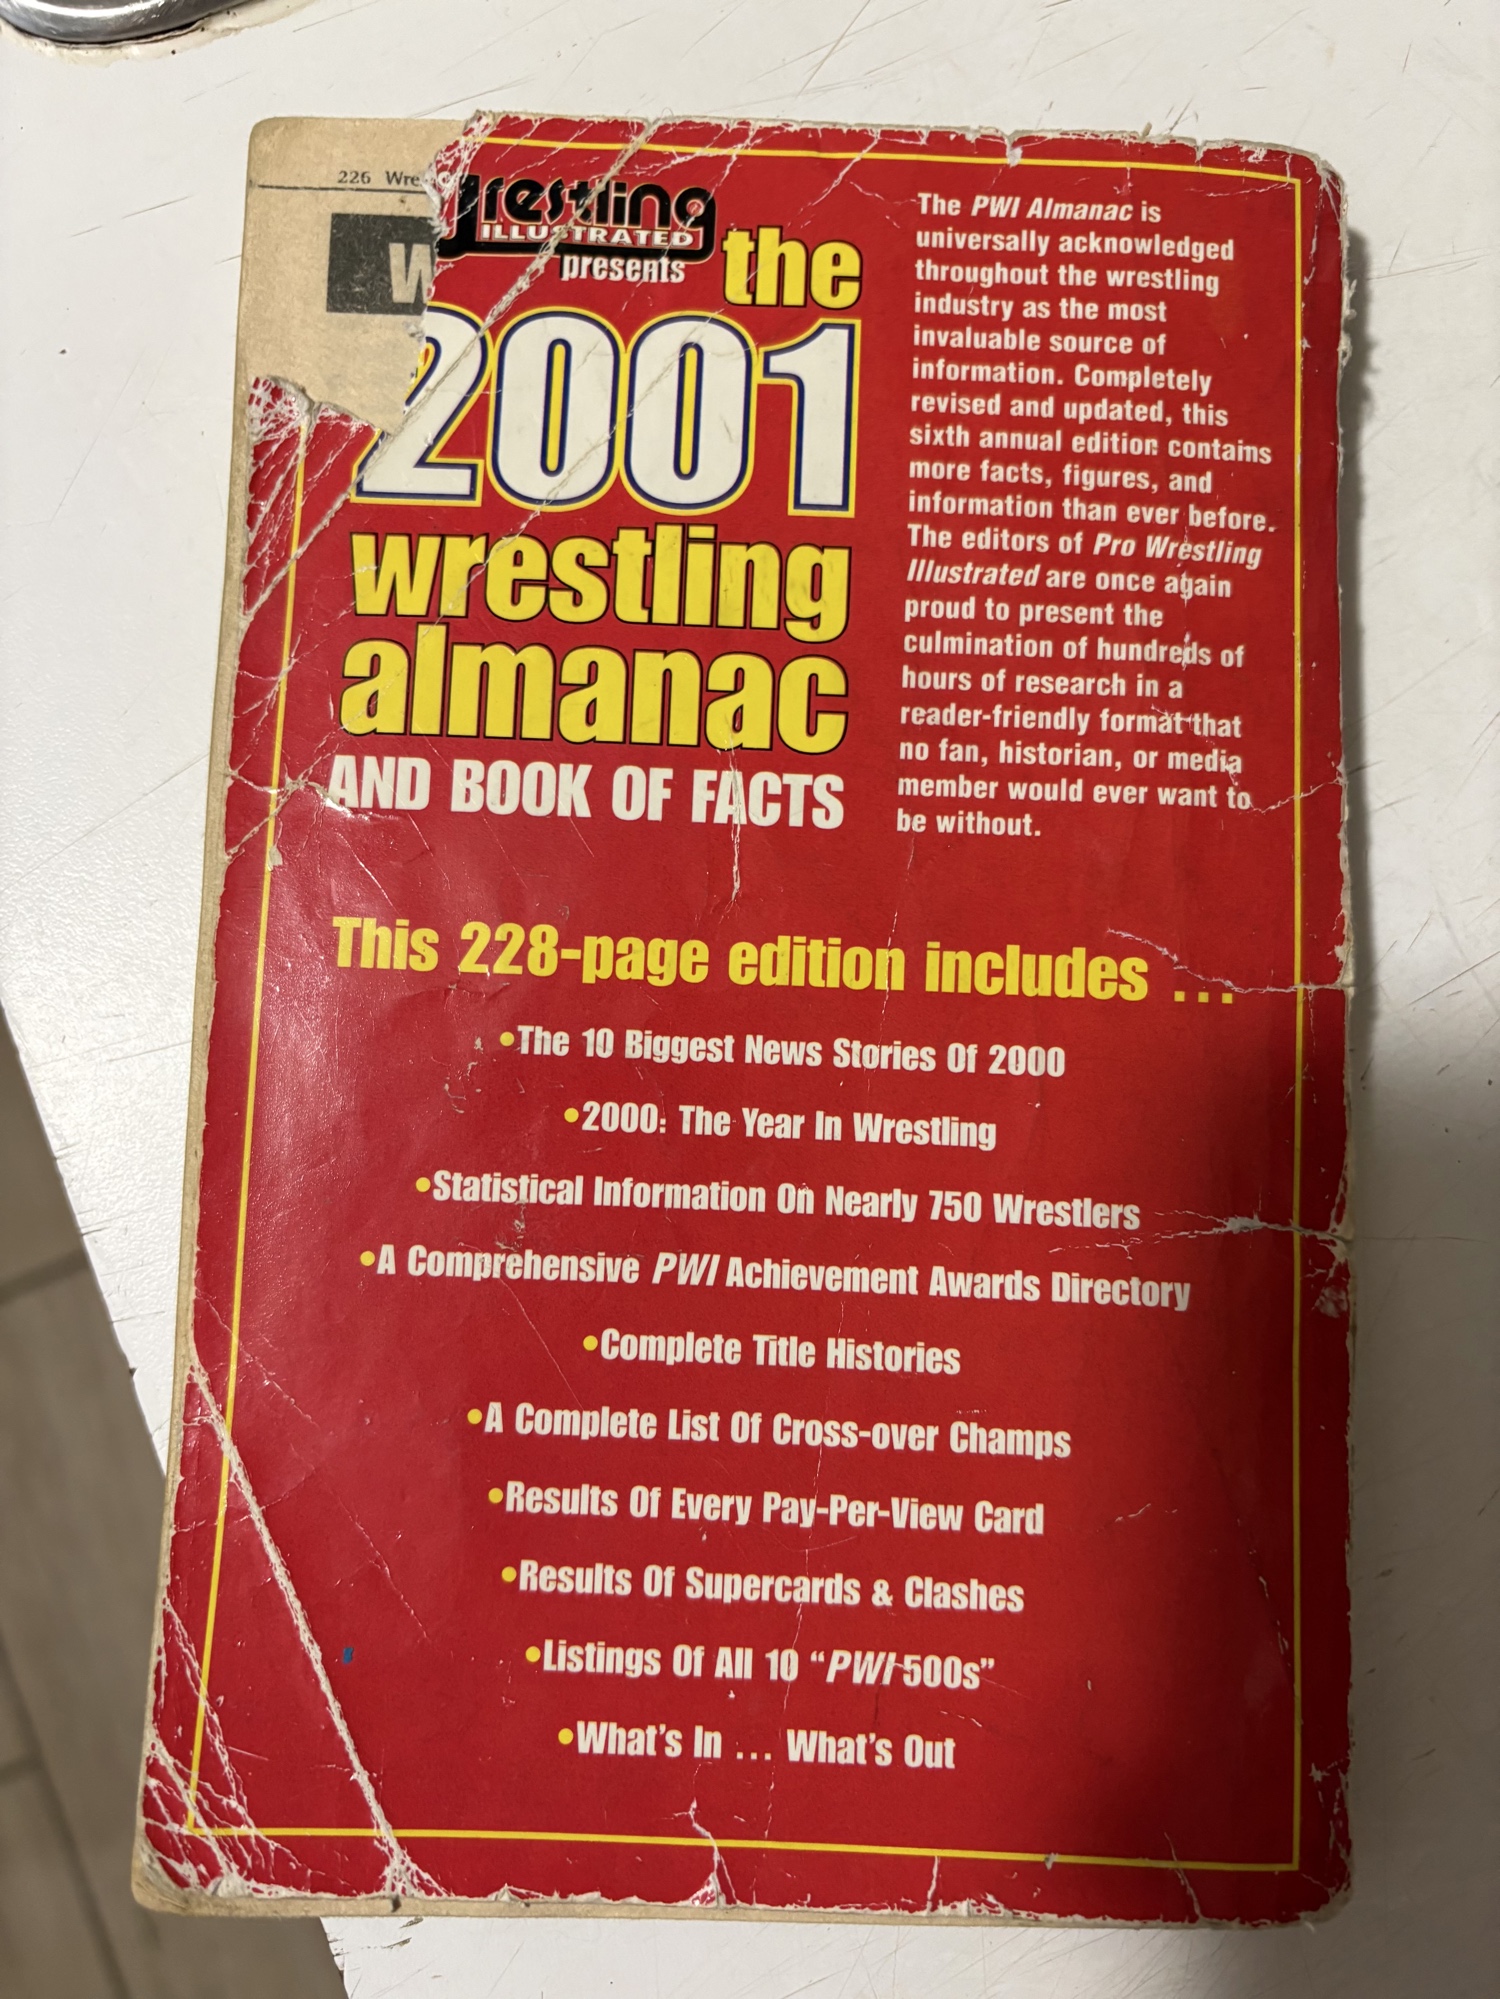 226 Wre
W
wrestling
ILLUSTRATED
presents
the
2001
wrestling
almanac
AND BOOK OF FACTS
The PWI Almanac is
universally acknowledged
throughout the wrestling
industry as the most
invaluable source of
information. Completely
revised and updated, this
sixth annual edition contains
more facts, figures, and
information than ever before.
The editors of Pro Wrestling
Illustrated are once again
proud to present the
culmination of hundreds of
hours of research in a
reader-friendly format that
no fan, historian, or media
member would ever want to
be without.
This 228-page edition includes ...
•The 10 Biggest News Stories Of 2000
•2000: The Year In Wrestling
•Statistical Information On Nearly 750 Wrestlers
•A Comprehensive PWI Achievement Awards Directory
•Complete Title Histories
•A Complete List Of Cross-over Champs
•Results Of Every Pay-Per-View Card
•Results Of Supercards & Clashes
•Listings Of All 10 “PWI 500s”
•What’s In ... What’s Out